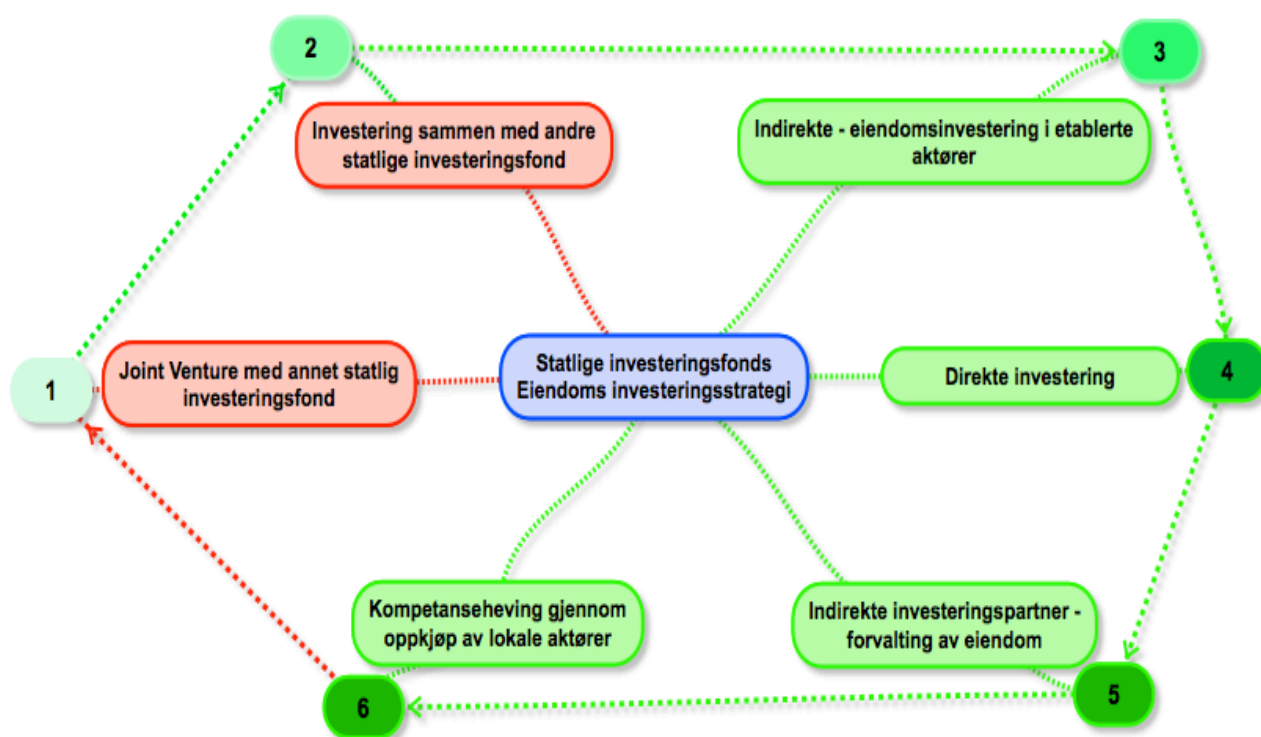 2
3
Investering sammen med andre
statlige investeringsfond
Indirekte - eiendomsinvestering i etablerte
aktører
1
Joint Venture med annet statlig
investeringsfond
Statlige investeringsfonds
Eiendoms investeringsstrategi
Direkte investering
4
Kompetanseheving gjennom
oppkjøp av lokale aktører
Indirekte investeringspartner -
forvalting av eiendom
6
5